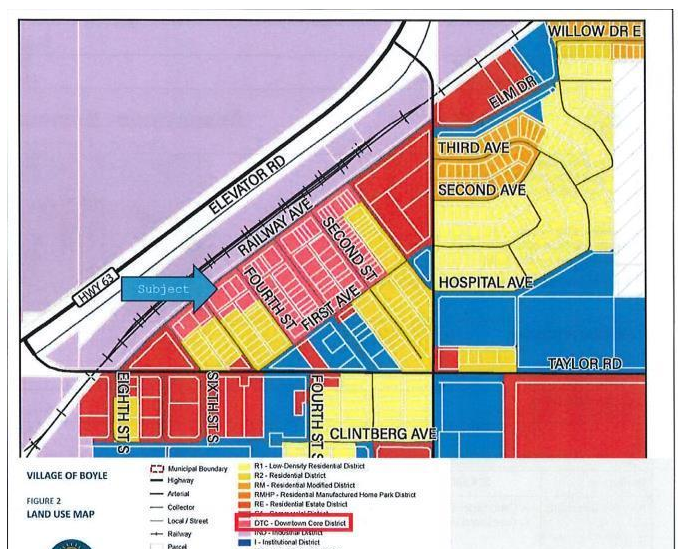 WILLOW DR E
ELM DR
THIRD AVE
SECOND AVE
ELEVATOR RD
RAILWAY AVE
SECOND ST
HWY 63
Subject
FOURTH ST
FIRST AVE
HOSPITAL AVE
TAYLOR RD
EIGHTH ST S
SIXTH ST S
FOURTH ST S
CLINTBERG AVE
VILLAGE OF BOYLE
FIGURE 2
LAND USE MAP
Municipal Boundary
Highway
Arterial
Collector
Local / Street
Railway
Parcel
R1 - Low-Density Residential District
R2 - Residential District
RM - Residential Modified District
RMHP - Residential Manufactured Home Park District
RE - Residential Estate District
DTC - Downtown Core District
IND - Industrial District
I - Institutional District